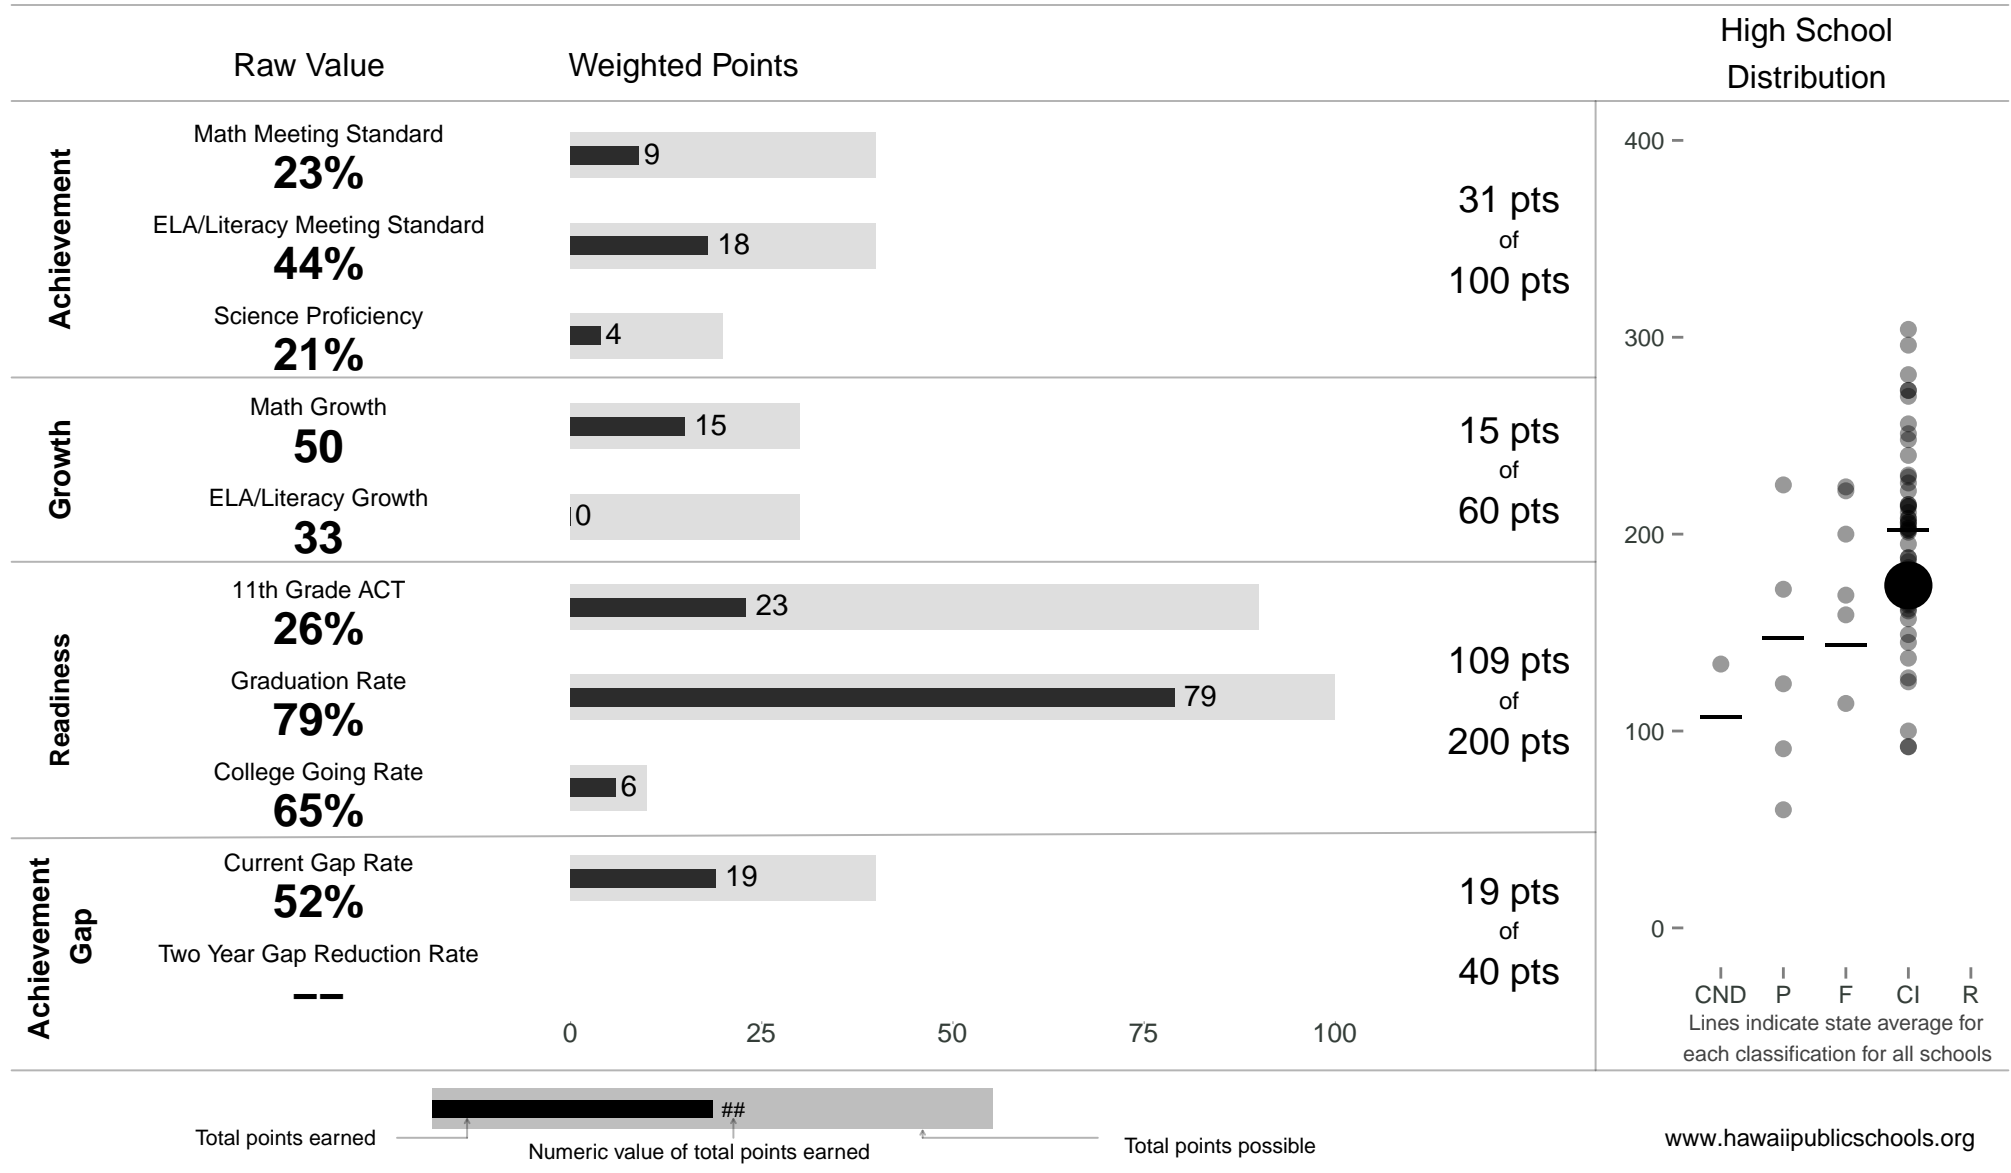 Raw Value
Weighted Points
High School
Distribution
Achievement
Math Meeting Standard
23%
9
ELA/Literacy Meeting Standard
44%
18
Science Proficiency
21%
4
31 pts
of
100 pts
Growth
Math Growth
50
15
ELA/Literacy Growth
33
0
15 pts
of
60 pts
Readiness
11th Grade ACT
26%
23
Graduation Rate
79%
79
College Going Rate
65%
6
109 pts
of
200 pts
Achievement
Gap
Current Gap Rate
52%
19
Two Year Gap Reduction Rate
−−
19 pts
of
40 pts
0 25 50 75 100
400
300
200
100
0
CND P F CI R
Lines indicate state average for
each classification for all schools
##
Total points earned
Numeric value of total points earned
Total points possible
www.hawaiipublicschools.org